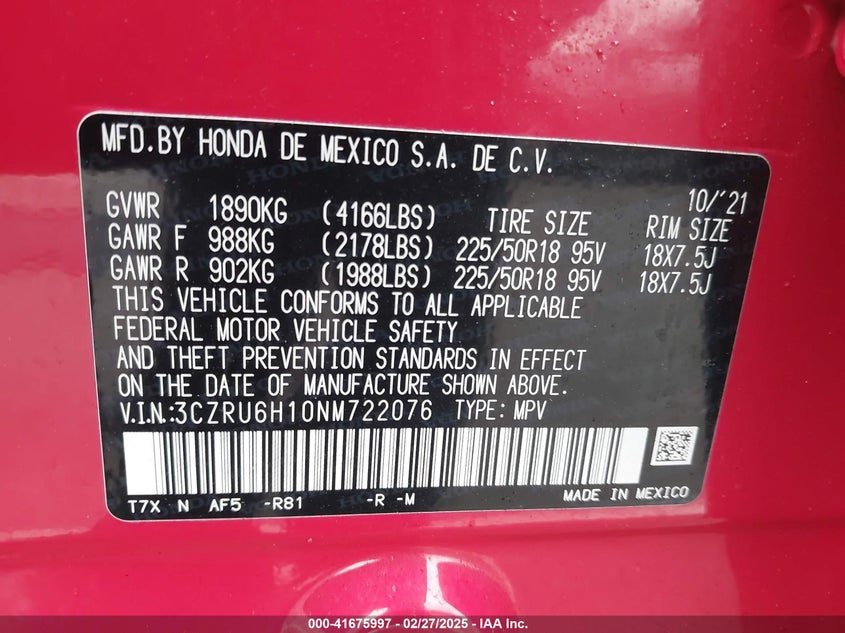 MFD.BY HONDA DE MEXICO S.A. DE C.V.
10/'21
GVWR 1890KG (4166LBS) TIRE SIZE RIM SIZE
GAWR F 988KG (2178LBS) 225/50R18 95V 18X7.5J
GAWR R 902KG (1988LBS) 225/50R18 95V 18X7.5J
THIS VEHICLE CONFORMS TO ALL APPLICABLE
FEDERAL MOTOR VEHICLE SAFETY
AND THEFT PREVENTION STANDARDS IN EFFECT
ON THE DATE OF MANUFACTURE SHOWN ABOVE.
V.I.N.:3CZRU6H10NM722076 TYPE: MPV
T7X N AF5 -R81 -R -M MADE IN MEXICO
000-41675997 - 02/27/2025 - IAA Inc.